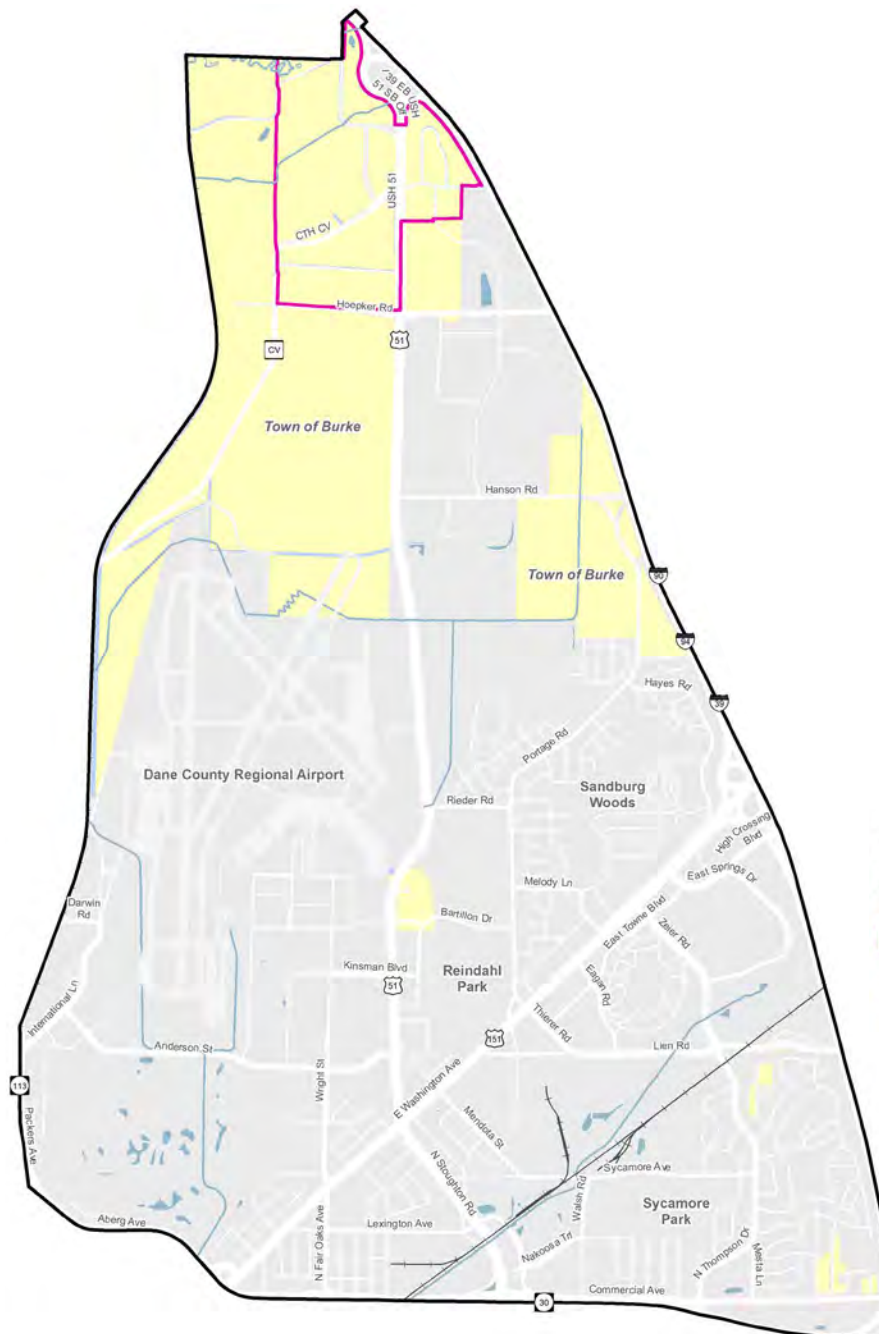 /39 EB USH
51 SB Off
USH 51
CTH CV
Hoepker Rd
CV
51
Town of Burke
Hanson Rd
Town of Burke
90
94
39
Hayes Rd
Portage Rd
Dane County Regional Airport
Sandburg
Woods
Rieder Rd
High Crossing
Blvd
East Springs Dr
Melody Ln
Darwin
Rd
East Towne Blvd
Zeier Rd
Bartillon Dr
Kinsman Blvd
Reindahl
Park
51
Eagan Rd
International Ln
Thierer Rd
151
Anderson St
Lien Rd
113
Packers Ave
Wright St
E Washington Ave
Mendota St
N Stoughton Rd
Sycamore Ave
Walsh Rd
Sycamore
Park
Aberg Ave
N Fair Oaks Ave
Lexington Ave
Nakoosa Trl
N Thompson Dr
Meista Ln
Commercial Ave
30